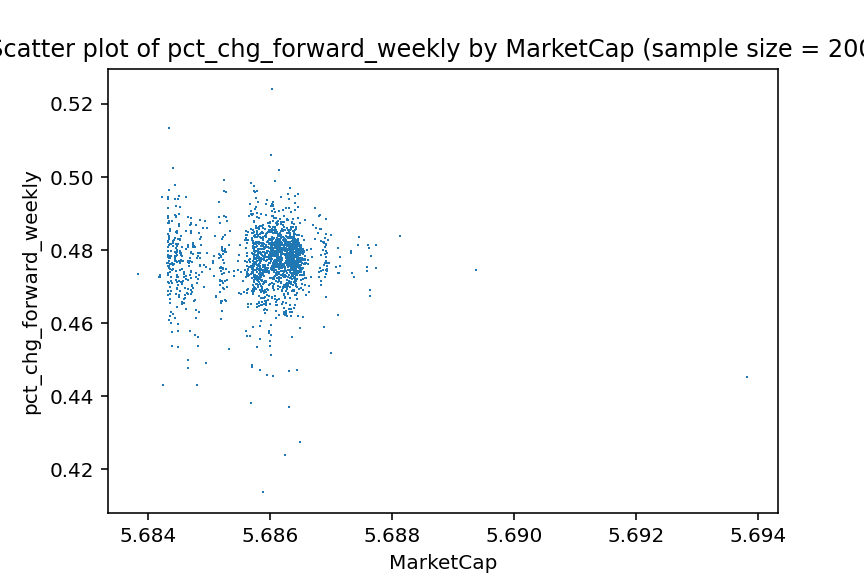 Scatter plot of pct_chg_forward_weekly by MarketCap (sample size = 200
0.52
0.50
0.48
0.46
0.44
0.42
pct_chg_forward_weekly
5.684 5.686 5.688 5.690 5.692 5.694
MarketCap